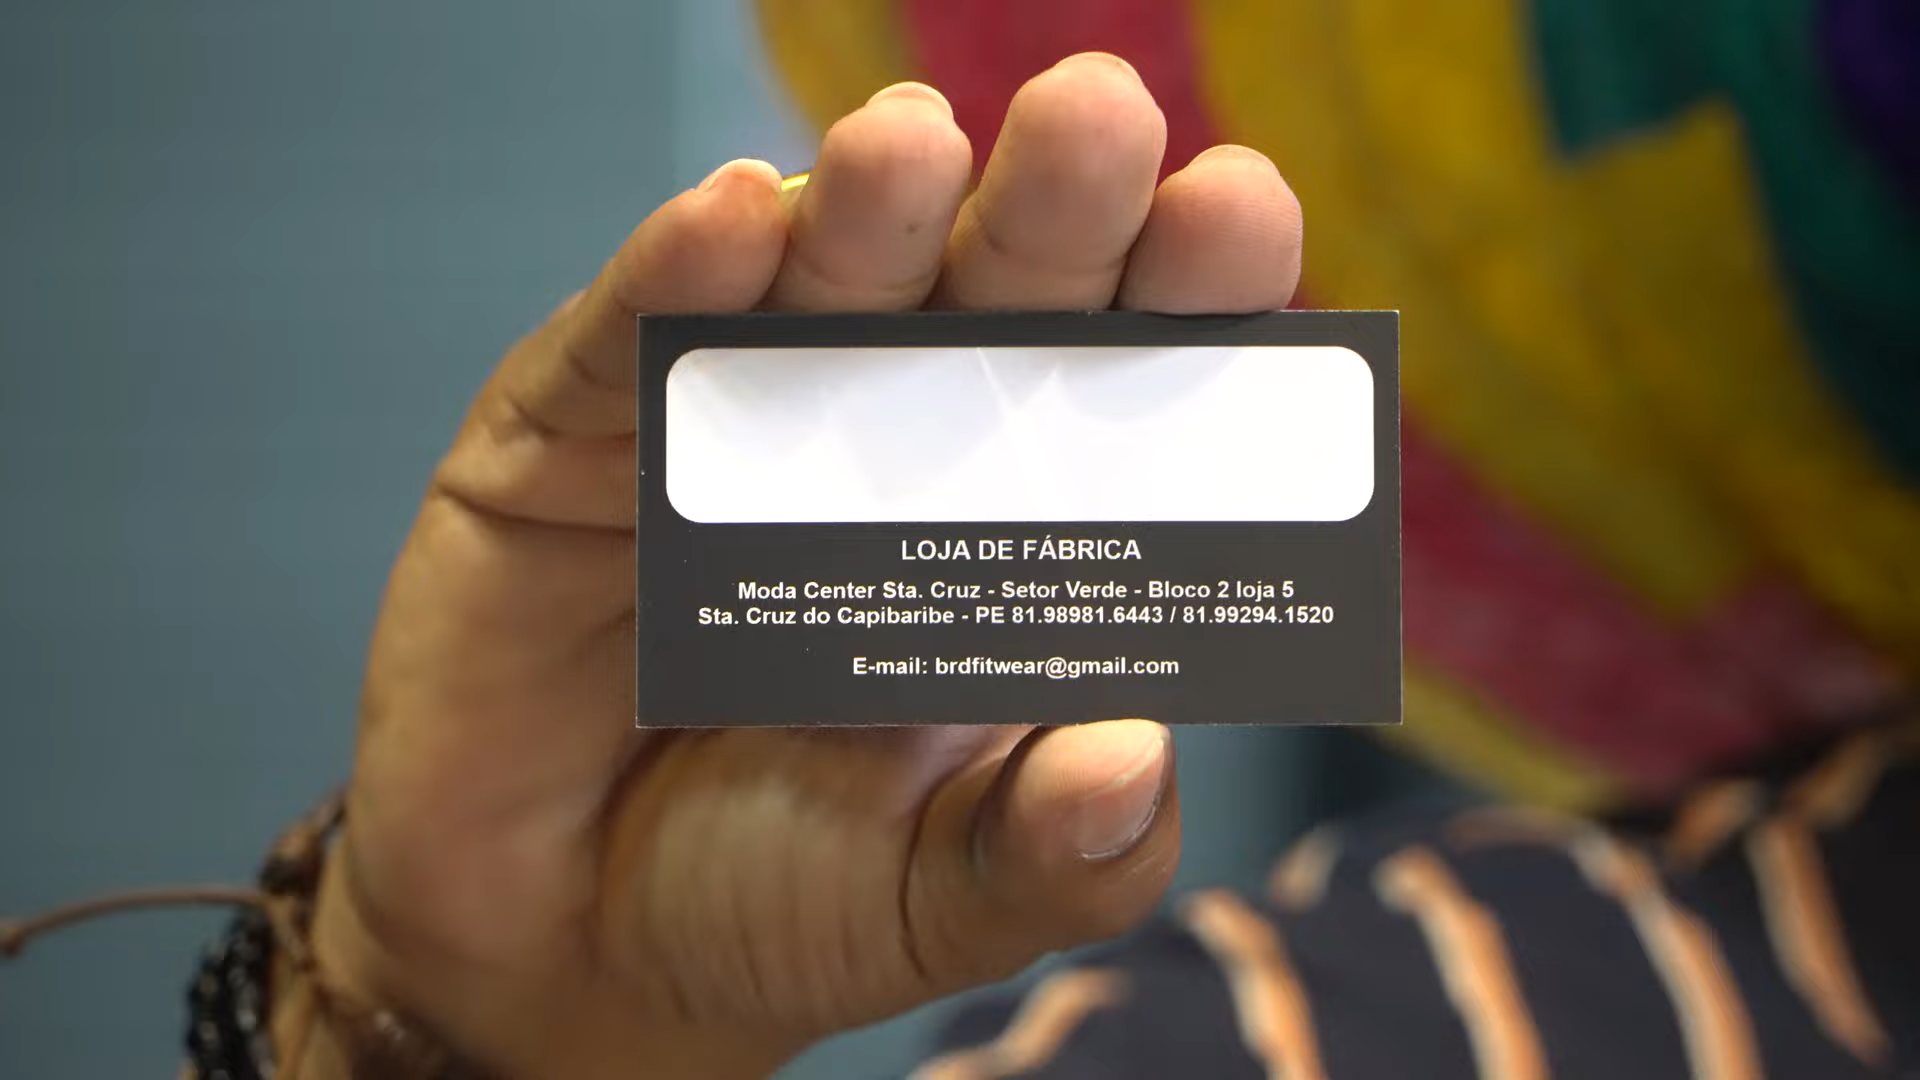 LOJA DE FÁBRICA
Moda Center Sta. Cruz - Setor Verde - Bloco 2 loja 5
Sta. Cruz do Capibaribe - PE 81.98981.6443 / 81.99294.1520
E-mail: brdfitwear@gmail.com